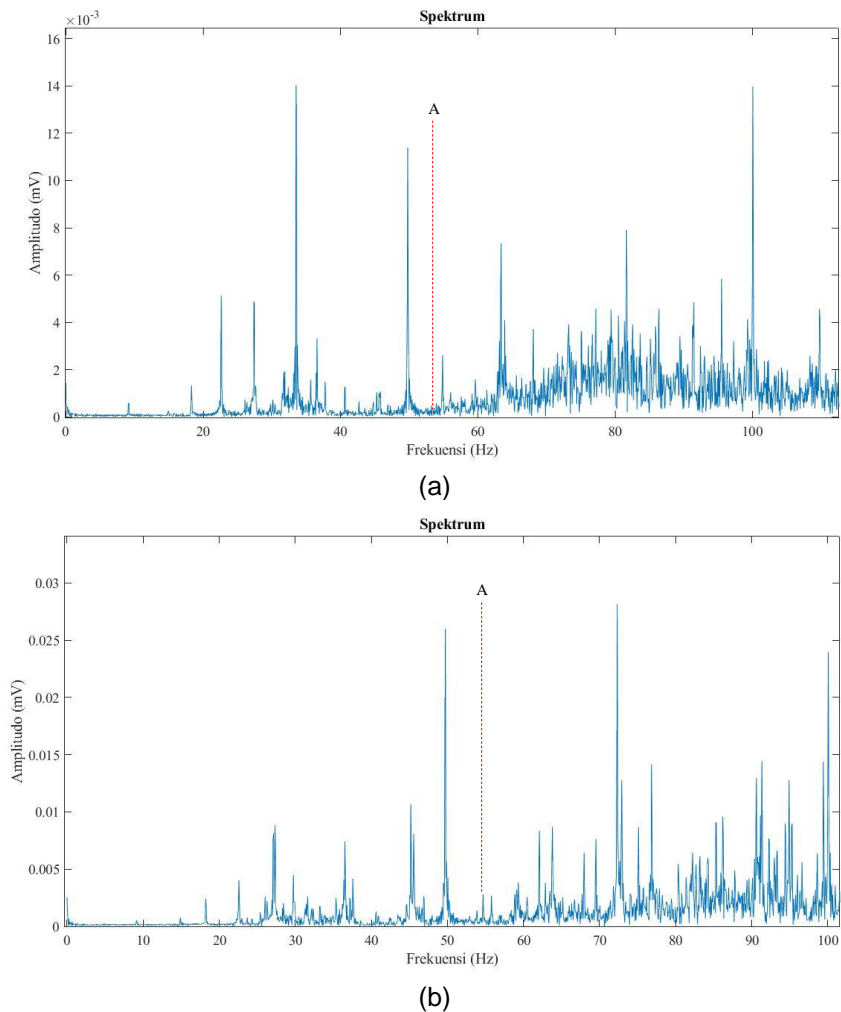 Spektrum
×10⁻³
16
14
12
10
8
6
4
2
0
Amplitudo (mV)
A
0 20 40 60 80 100
Frekuensi (Hz)
(a)
Spektrum
0.03
0.025
0.02
0.015
0.01
0.005
0
Amplitudo (mV)
A
0 10 20 30 40 50 60 70 80 90 100
Frekuensi (Hz)
(b)